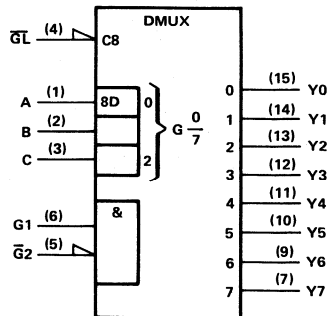 DMUX
G̅L̅ (4) C8
A (1) 8D 0
B (2)
C (3) 2
G 0/7
G1 (6) &
G̅2 (5)
0 (15) Y0
1 (14) Y1
2 (13) Y2
3 (12) Y3
4 (11) Y4
5 (10) Y5
6 (9) Y6
7 (7) Y7